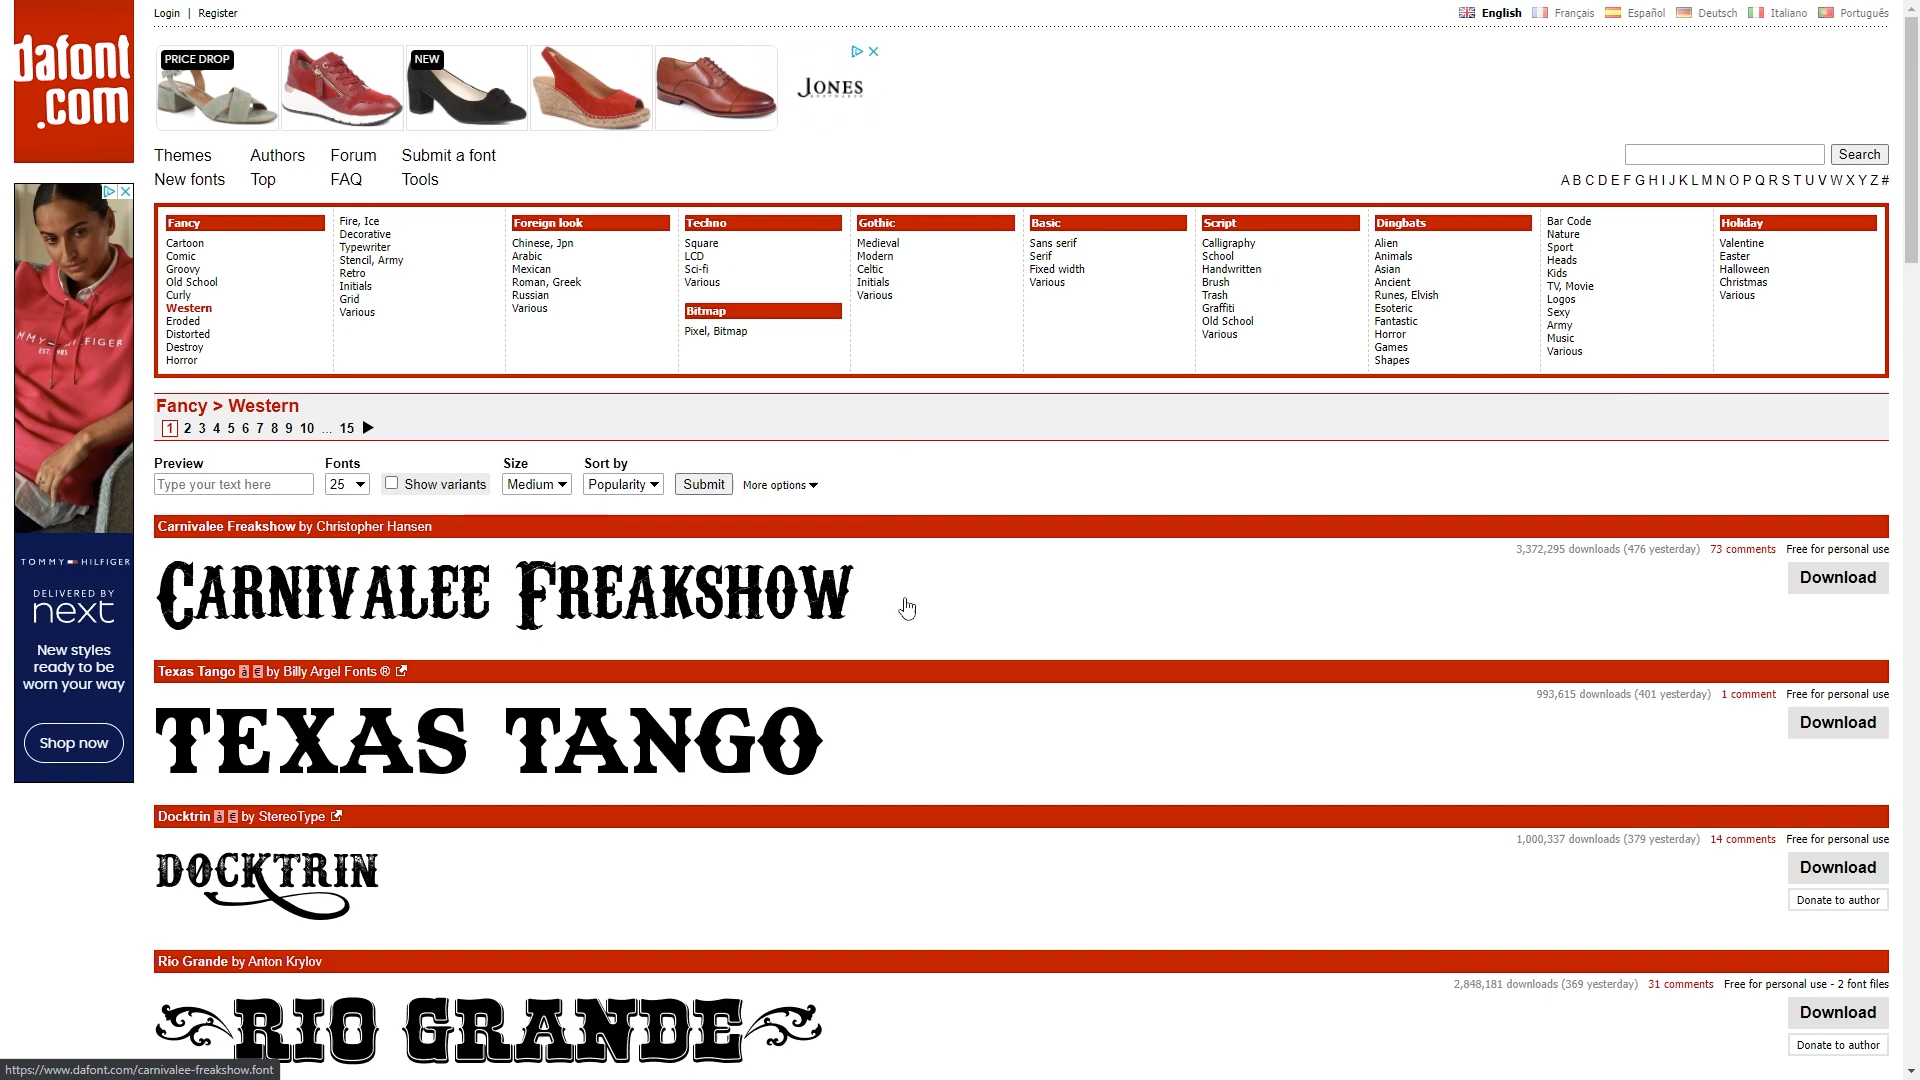 Login | Register
English Français Español Deutsch Italiano Português
dafont
.com
PRICE DROP
NEW
JONES
BOOTMAKER
Themes Authors Forum Submit a font
New fonts Top FAQ Tools
Search
A B C D E F G H I J K L M N O P Q R S T U V W X Y Z #
Fancy
Cartoon
Comic
Groovy
Old School
Curly
Western
Eroded
Distorted
Destroy
Horror
Fire, Ice
Decorative
Typewriter
Stencil, Army
Retro
Initials
Grid
Various
Foreign look
Chinese, Jpn
Arabic
Mexican
Roman, Greek
Russian
Various
Techno
Square
LCD
Sci-fi
Various
Bitmap
Pixel, Bitmap
Gothic
Medieval
Modern
Celtic
Initials
Various
Basic
Sans serif
Serif
Fixed width
Various
Script
Calligraphy
School
Handwritten
Brush
Trash
Graffiti
Old School
Various
Dingbats
Alien
Animals
Asian
Ancient
Runes, Elvish
Esoteric
Fantastic
Horror
Games
Shapes
Bar Code
Nature
Sport
Heads
Kids
TV, Movie
Logos
Sexy
Army
Music
Various
Holiday
Valentine
Easter
Halloween
Christmas
Various
EST. 1985
TOMMY HILFIGER
DELIVERED BY
next
New styles
ready to be
worn your way
Shop now
Fancy > Western
1 2 3 4 5 6 7 8 9 10 ... 15
Preview Fonts Size Sort by
Type your text here 25 Show variants Medium Popularity Submit More options
Carnivalee Freakshow by Christopher Hansen
3,372,295 downloads (476 yesterday) 73 comments Free for personal use
Download
Carnivalee Freakshow
Texas Tango à € by Billy Argel Fonts ®
993,615 downloads (401 yesterday) 1 comment Free for personal use
Download
TEXAS TANGO
Docktrin à € by StereoType
1,000,337 downloads (379 yesterday) 14 comments Free for personal use
Download
DOCKTRIN
Donate to author
Rio Grande by Anton Krylov
2,848,181 downloads (369 yesterday) 31 comments Free for personal use - 2 font files
Download
RIO GRANDE
Donate to author
https://www.dafont.com/carnivalee-freakshow.font